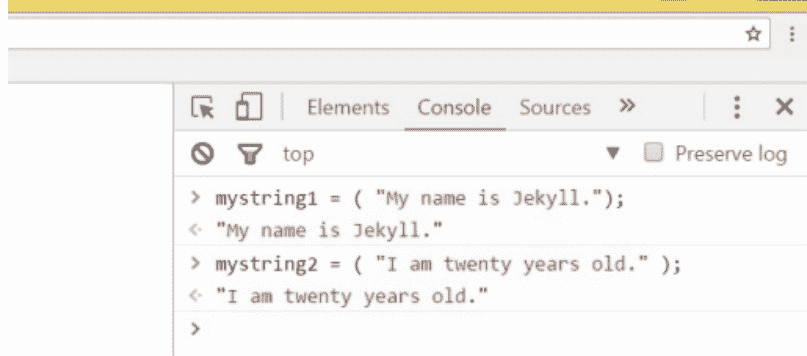 Elements Console Sources »
top Preserve log
> mystring1 = ( "My name is Jekyll.");
"My name is Jekyll."
> mystring2 = ( "I am twenty years old." );
"I am twenty years old."
>